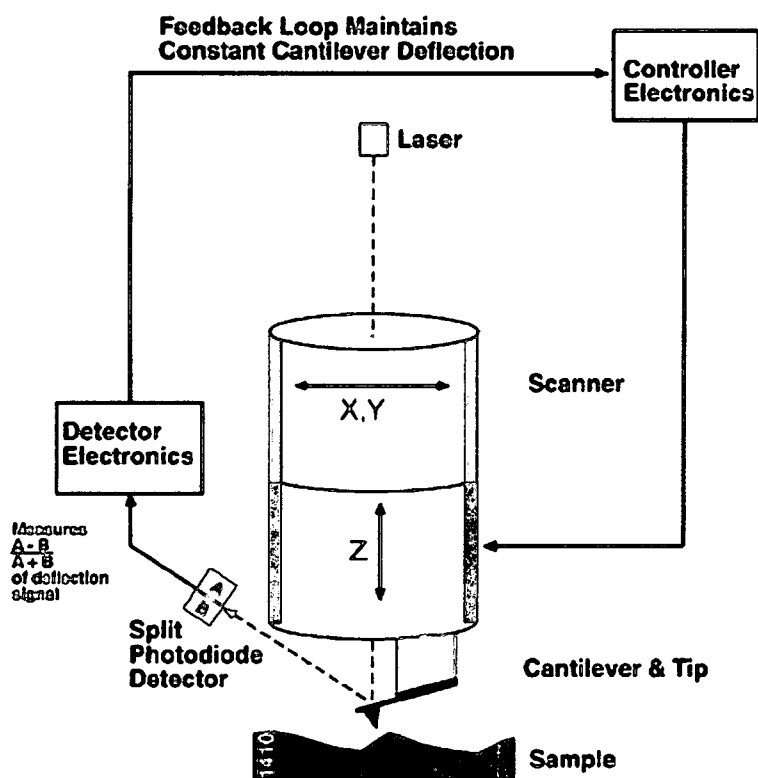 Feedback Loop Maintains
Constant Cantilever Deflection
Controller
Electronics
Laser
X,Y
Scanner
Detector
Electronics
Z
Measures
A - B
A + B
of deflection
signal
A
B
Split
Photodiode
Detector
Cantilever & Tip
1410
Sample